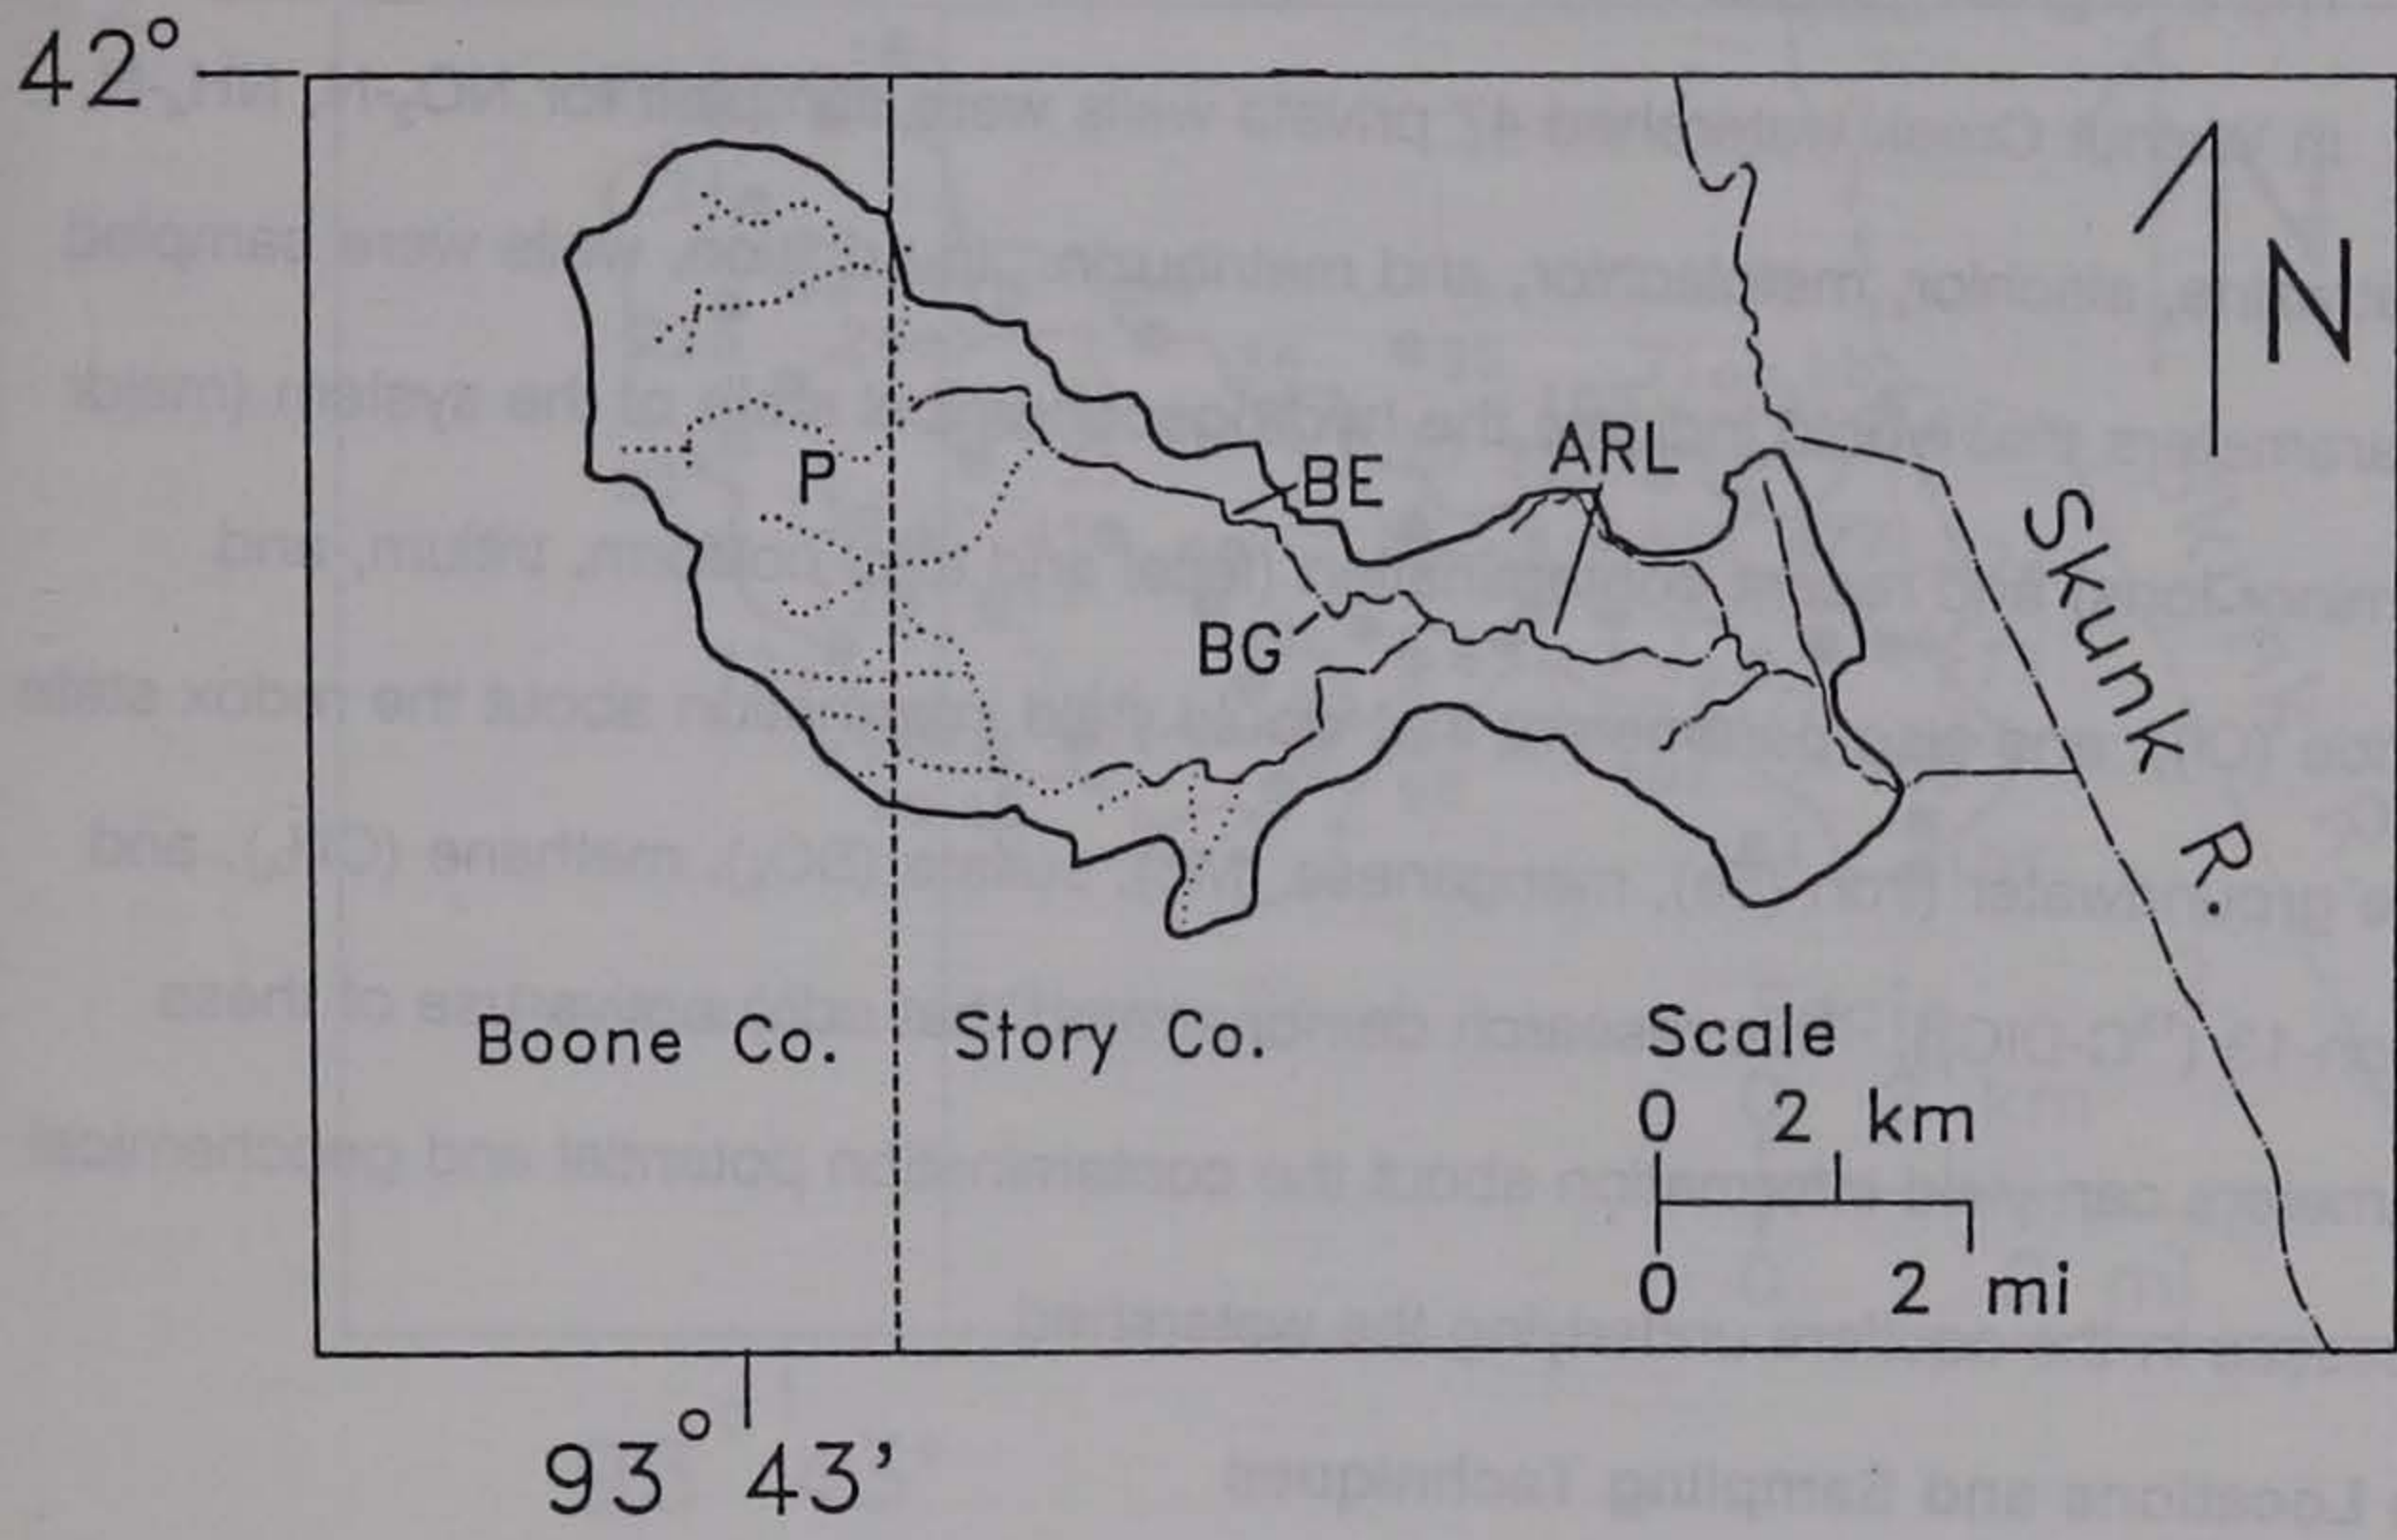 42°
N
P
BE
ARL
BG
Skunk R.
Boone Co.
Story Co.
Scale
0 2 km
0 2 mi
93° 43'